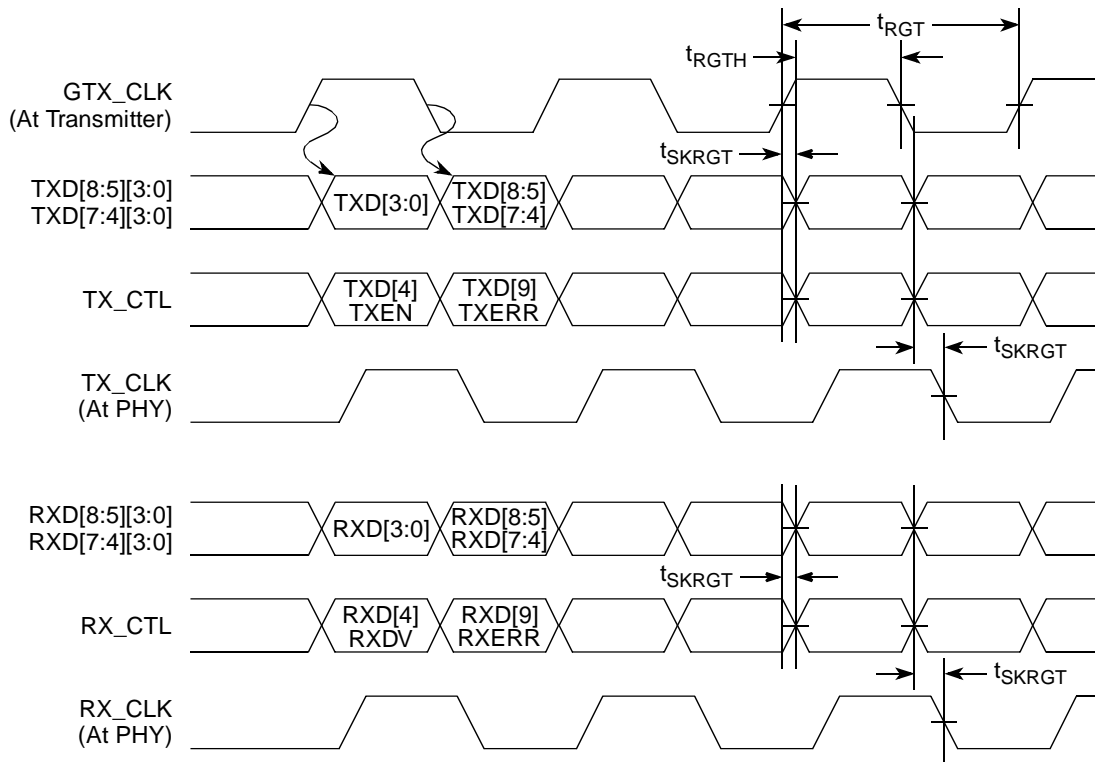 tRGT
tRGTH
GTX_CLK
(At Transmitter)
tSKRGT
TXD[8:5][3:0]
TXD[7:4][3:0]
TXD[3:0]
TXD[8:5]
TXD[7:4]
TX_CTL
TXD[4]
TXEN
TXD[9]
TXERR
tSKRGT
TX_CLK
(At PHY)
RXD[8:5][3:0]
RXD[7:4][3:0]
RXD[3:0]
RXD[8:5]
RXD[7:4]
tSKRGT
RX_CTL
RXD[4]
RXDV
RXD[9]
RXERR
tSKRGT
RX_CLK
(At PHY)